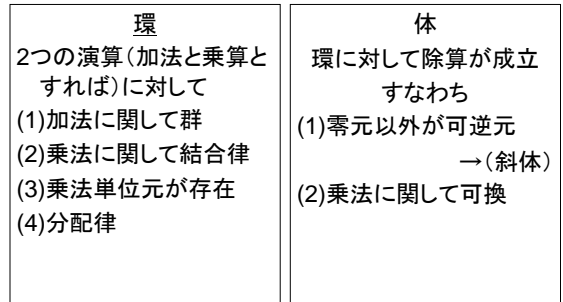 環
2つの演算（加法と乗算と
すれば）に対して
(1)加法に関して群
(2)乗法に関して結合律
(3)乗法単位元が存在
(4)分配律
体
環に対して除算が成立
すなわち
(1)零元以外が可逆元
→（斜体）
(2)乗法に関して可換